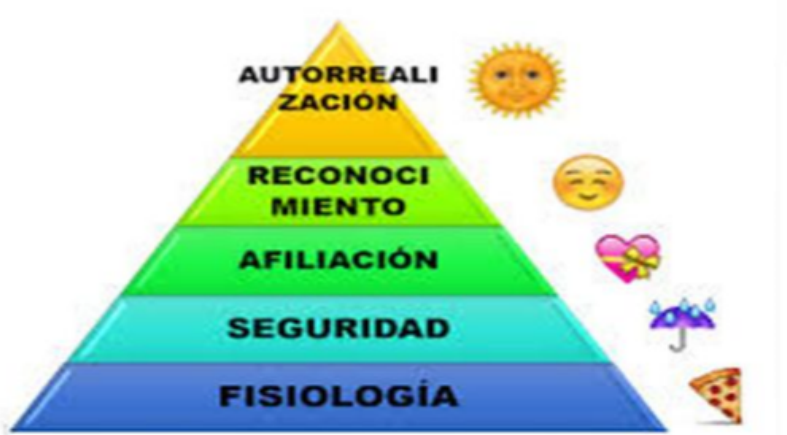 AUTORREALI
ZACIÓN
RECONOCI
MIENTO
AFILIACIÓN
SEGURIDAD
FISIOLOGÍA